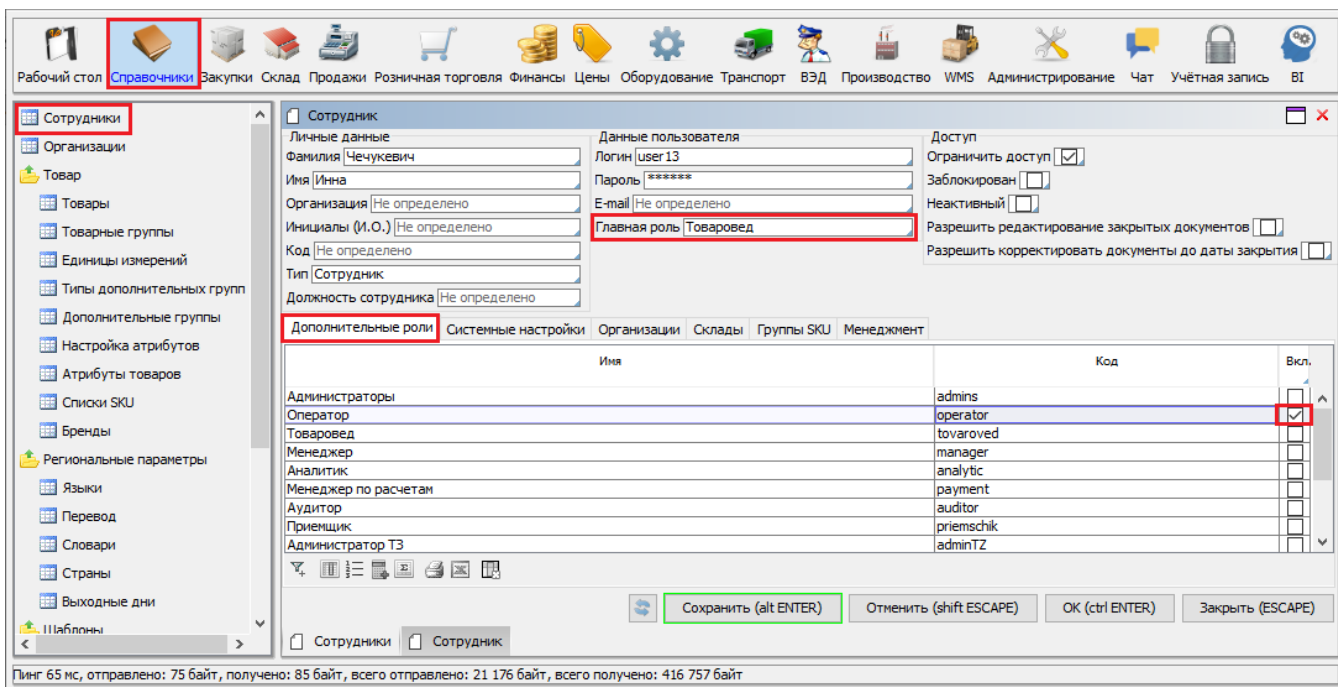 Рабочий стол Справочники Закупки Склад Продажи Розничная торговля Финансы Цены Оборудование Транспорт ВЭД Производство WMS Администрирование Чат Учётная запись BI
Сотрудники
Организации
Товар
Товары
Товарные группы
Единицы измерений
Типы дополнительных групп
Дополнительные группы
Настройка атрибутов
Атрибуты товаров
Списки SKU
Бренды
Региональные параметры
Языки
Перевод
Словари
Страны
Выходные дни
Шаблоны
Сотрудник
Личные данные
Фамилия Чечукевич
Имя Инна
Организация Не определено
Инициалы (И.О.) Не определено
Код Не определено
Тип Сотрудник
Должность сотрудника Не определено
Данные пользователя
Логин user13
Пароль ******
E-mail Не определено
Главная роль Товаровед
Доступ
Ограничить доступ
Заблокирован
Неактивный
Разрешить редактирование закрытых документов
Разрешить корректировать документы до даты закрытия
Дополнительные роли Системные настройки Организации Склады Группы SKU Менеджмент
Имя Код Вкл.
Администраторы admins
Оператор operator
Товаровед tovaroved
Менеджер manager
Аналитик analytic
Менеджер по расчетам payment
Аудитор auditor
Приемщик priemschik
Администратор ТЗ adminTZ
Сохранить (alt ENTER) Отменить (shift ESCAPE) OK (ctrl ENTER) Закрыть (ESCAPE)
Сотрудники Сотрудник
Пинг 65 мс, отправлено: 75 байт, получено: 85 байт, всего отправлено: 21 176 байт, всего получено: 416 757 байт